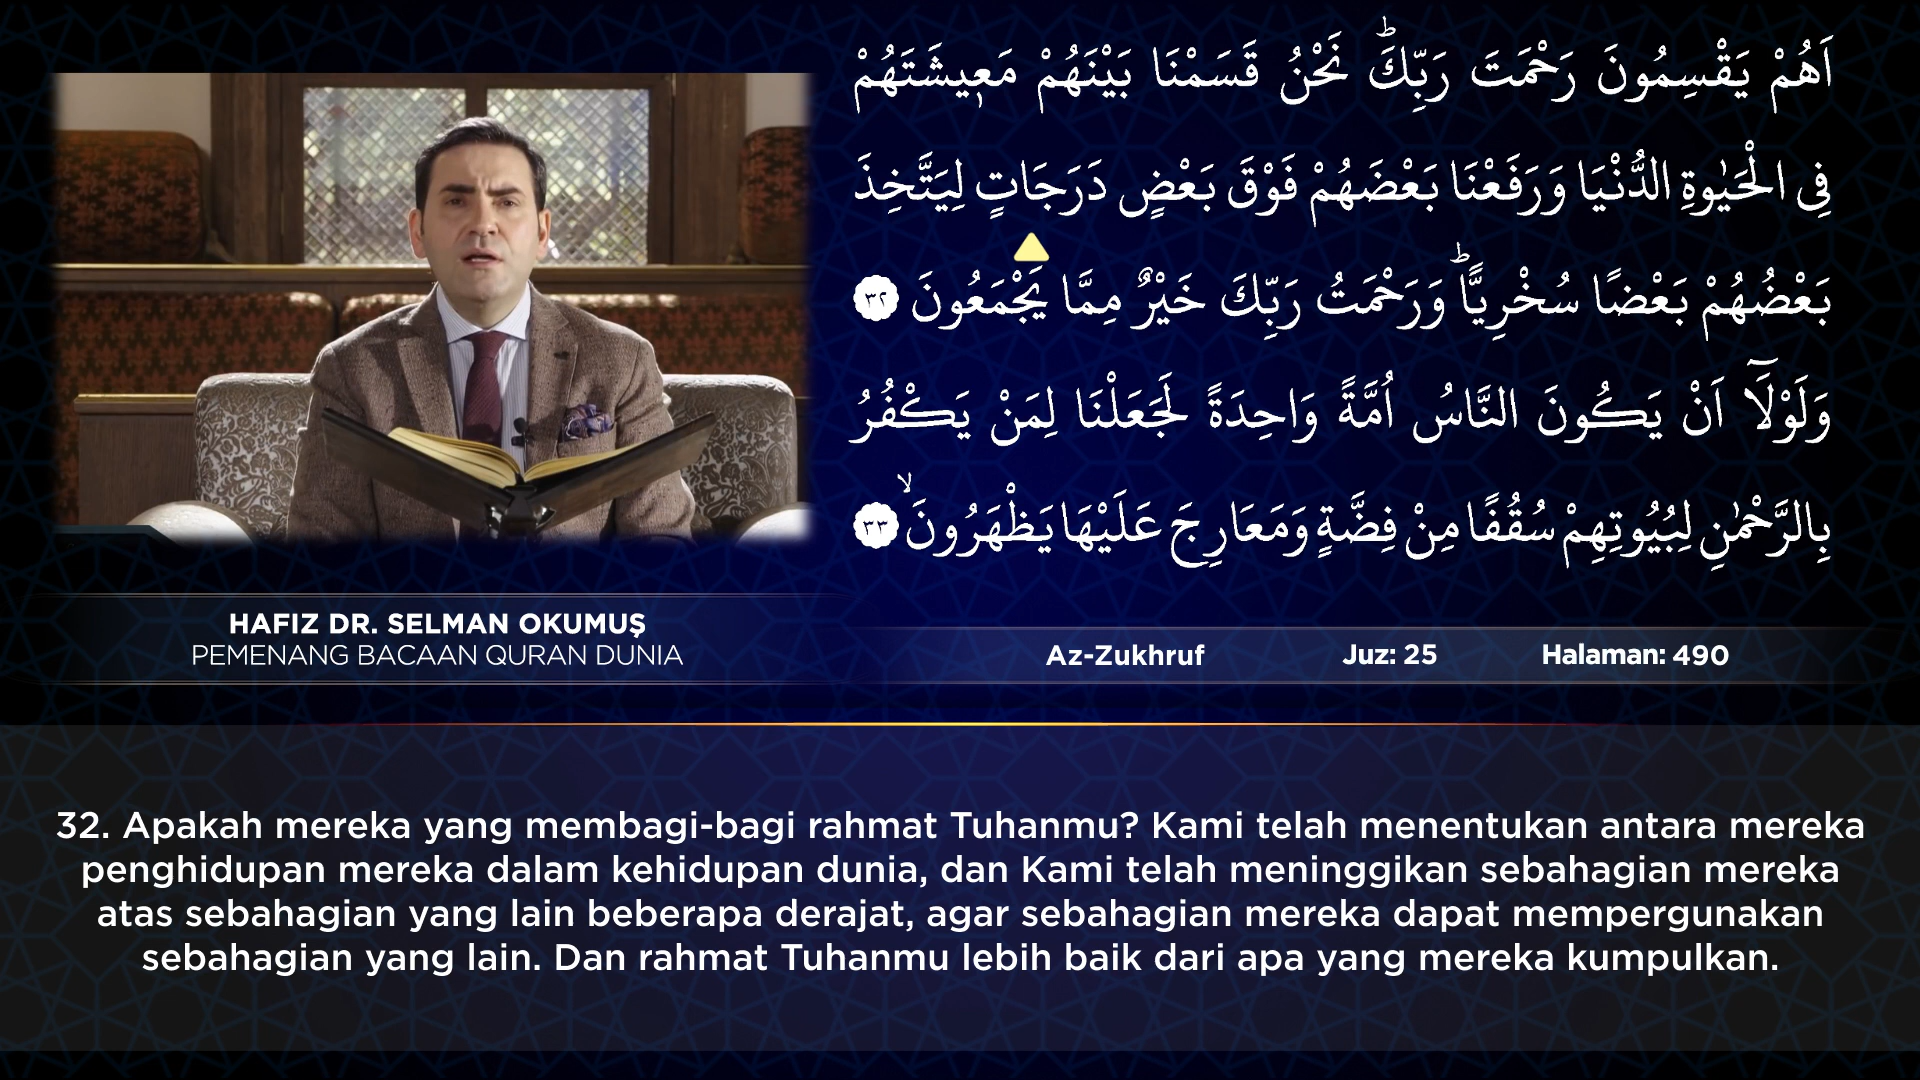 اَهُمْ يَقْسِمُونَ رَحْمَتَ رَبِّكَۜ نَحْنُ قَسَمْنَا بَيْنَهُمْ مَع۪يشَتَهُمْ
فِى الْحَيٰوةِ الدُّنْيَا وَرَفَعْنَا بَعْضَهُمْ فَوْقَ بَعْضٍ دَرَجَاتٍ لِيَتَّخِذَ
بَعْضُهُمْ بَعْضًا سُخْرِيًّاۜ وَرَحْمَتُ رَبِّكَ خَيْرٌ مِمَّا يَجْمَعُونَ ٣٢
وَلَوْلَٓا اَنْ يَكُونَ النَّاسُ اُمَّةً وَاحِدَةً لَجَعَلْنَا لِمَنْ يَكْفُرُ
بِالرَّحْمٰنِ لِبُيُوتِهِمْ سُقُفًا مِنْ فِضَّةٍ وَمَعَارِجَ عَلَيْهَا يَظْهَرُونَۙ ٣٣
HAFIZ DR. SELMAN OKUMUŞ
PEMENANG BACAAN QURAN DUNIA
Az-Zukhruf Juz: 25 Halaman: 490
32. Apakah mereka yang membagi-bagi rahmat Tuhanmu? Kami telah menentukan antara mereka
penghidupan mereka dalam kehidupan dunia, dan Kami telah meninggikan sebahagian mereka
atas sebahagian yang lain beberapa derajat, agar sebahagian mereka dapat mempergunakan
sebahagian yang lain. Dan rahmat Tuhanmu lebih baik dari apa yang mereka kumpulkan.